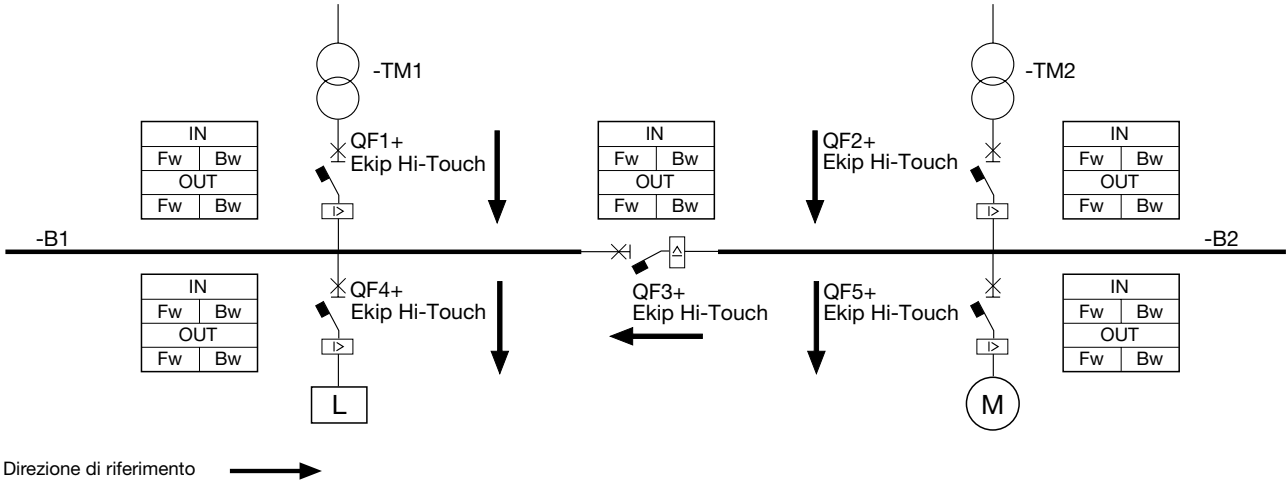 -TM1
-TM2
IN
Fw Bw
OUT
Fw Bw
QF1+
Ekip Hi-Touch
IN
Fw Bw
OUT
Fw Bw
QF2+
Ekip Hi-Touch
IN
Fw Bw
OUT
Fw Bw
I>
I>
-B1
-B2
I>
IN
Fw Bw
OUT
Fw Bw
QF4+
Ekip Hi-Touch
QF3+
Ekip Hi-Touch
QF5+
Ekip Hi-Touch
IN
Fw Bw
OUT
Fw Bw
I>
I>
L
M
Direzione di riferimento